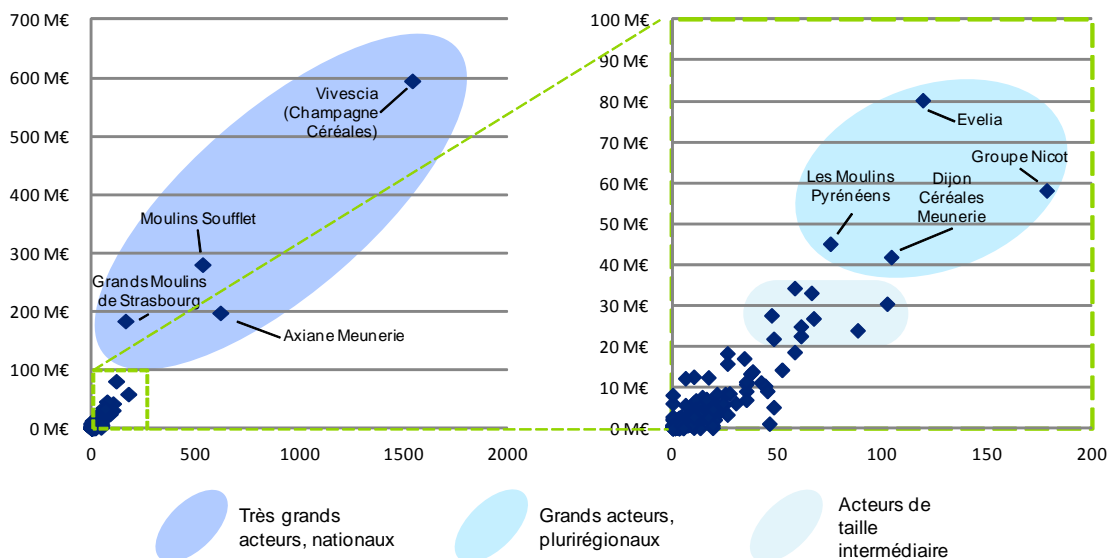 700 M€
600 M€
500 M€
400 M€
300 M€
200 M€
100 M€
0 M€
0
500
1000
1500
2000
Vivescia
(Champagne
Céréales)
Moulins Soufflet
Grands Moulins
de Strasbourg
Axiane Meunerie
100 M€
90 M€
80 M€
70 M€
60 M€
50 M€
40 M€
30 M€
20 M€
10 M€
0 M€
0
50
100
150
200
Evelia
Groupe Nicot
Les Moulins
Pyrénéens
Dijon
Céréales
Meunerie
Très grands
acteurs, nationaux
Grands acteurs,
plurirégionaux
Acteurs de
taille
intermédiaire